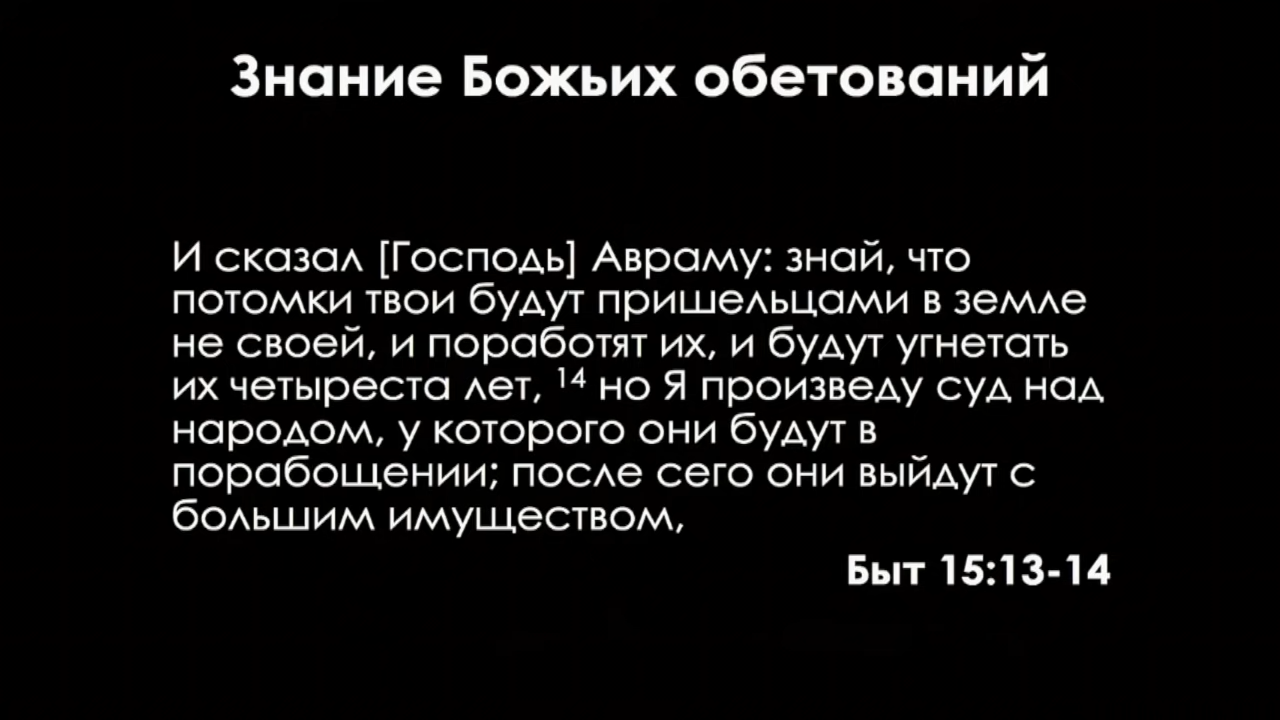 Знание Божьих обетований
И сказал [Господь] Авраму: знай, что
потомки твои будут пришельцами в земле
не своей, и поработят их, и будут угнетать
их четыреста лет, ¹⁴ но Я произведу суд над
народом, у которого они будут в
порабощении; после сего они выйдут с
большим имуществом,
Быт 15:13-14